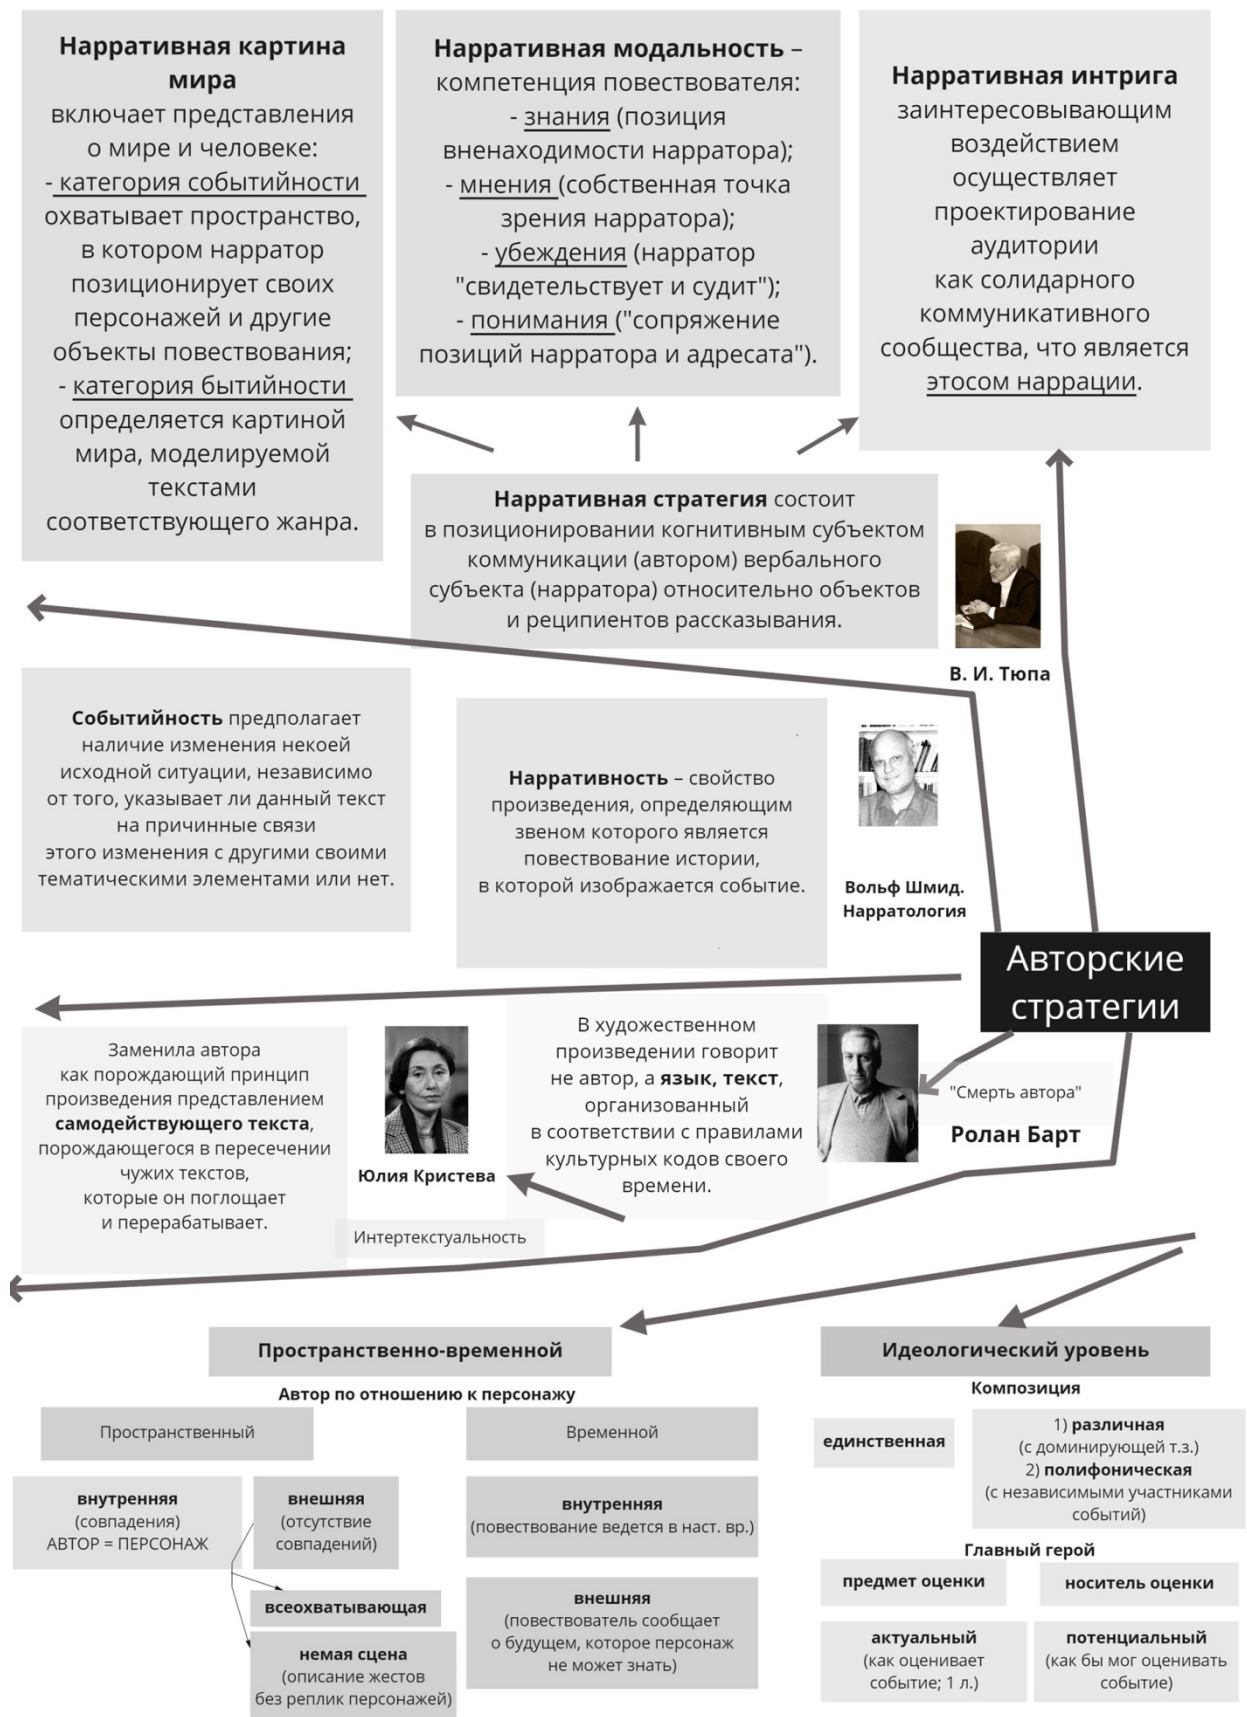 Нарративная картина
мира
включает представления
о мире и человеке:
- категория событийности
охватывает пространство,
в котором нарратор
позиционирует своих
персонажей и другие
объекты повествования;
- категория бытийности
определяется картиной
мира, моделируемой
текстами
соответствующего жанра.
Нарративная модальность –
компетенция повествователя:
- знания (позиция
вненаходимости нарратора);
- мнения (собственная точка
зрения нарратора);
- убеждения (нарратор
"свидетельствует и судит");
- понимания ("сопряжение
позиций нарратора и адресата").
Нарративная интрига
заинтересовывающим
воздействием
осуществляет
проектирование
аудитории
как солидарного
коммуникативного
сообщества, что является
этосом наррации.
Нарративная стратегия состоит
в позиционировании когнитивным субъектом
коммуникации (автором) вербального
субъекта (нарратора) относительно объектов
и реципиентов рассказывания.
В. И. Тюпа
Событийность предполагает
наличие изменения некоей
исходной ситуации, независимо
от того, указывает ли данный текст
на причинные связи
этого изменения с другими своими
тематическими элементами или нет.
Нарративность – свойство
произведения, определяющим
звеном которого является
повествование истории,
в которой изображается событие.
Вольф Шмид.
Нарратология
Авторские
стратегии
Заменила автора
как порождающий принцип
произведения представлением
самодействующего текста,
порождающегося в пересечении
чужих текстов,
которые он поглощает
и перерабатывает.
Юлия Кристева
Интертекстуальность
В художественном
произведении говорит
не автор, а язык, текст,
организованный
в соответствии с правилами
культурных кодов своего
времени.
"Смерть автора"
Ролан Барт
Пространственно-временной
Автор по отношению к персонажу
Пространственный
Временной
внутренняя
(совпадения)
АВТОР = ПЕРСОНАЖ
внешняя
(отсутствие
совпадений)
всеохватывающая
немая сцена
(описание жестов
без реплик персонажей)
внутренняя
(повествование ведется в наст. вр.)
внешняя
(повествователь сообщает
о будущем, которое персонаж
не может знать)
Идеологический уровень
Композиция
единственная
1) различная
(с доминирующей т.з.)
2) полифоническая
(с независимыми участниками
событий)
Главный герой
предмет оценки
носитель оценки
актуальный
(как оценивает
событие; 1 л.)
потенциальный
(как бы мог оценивать
событие)